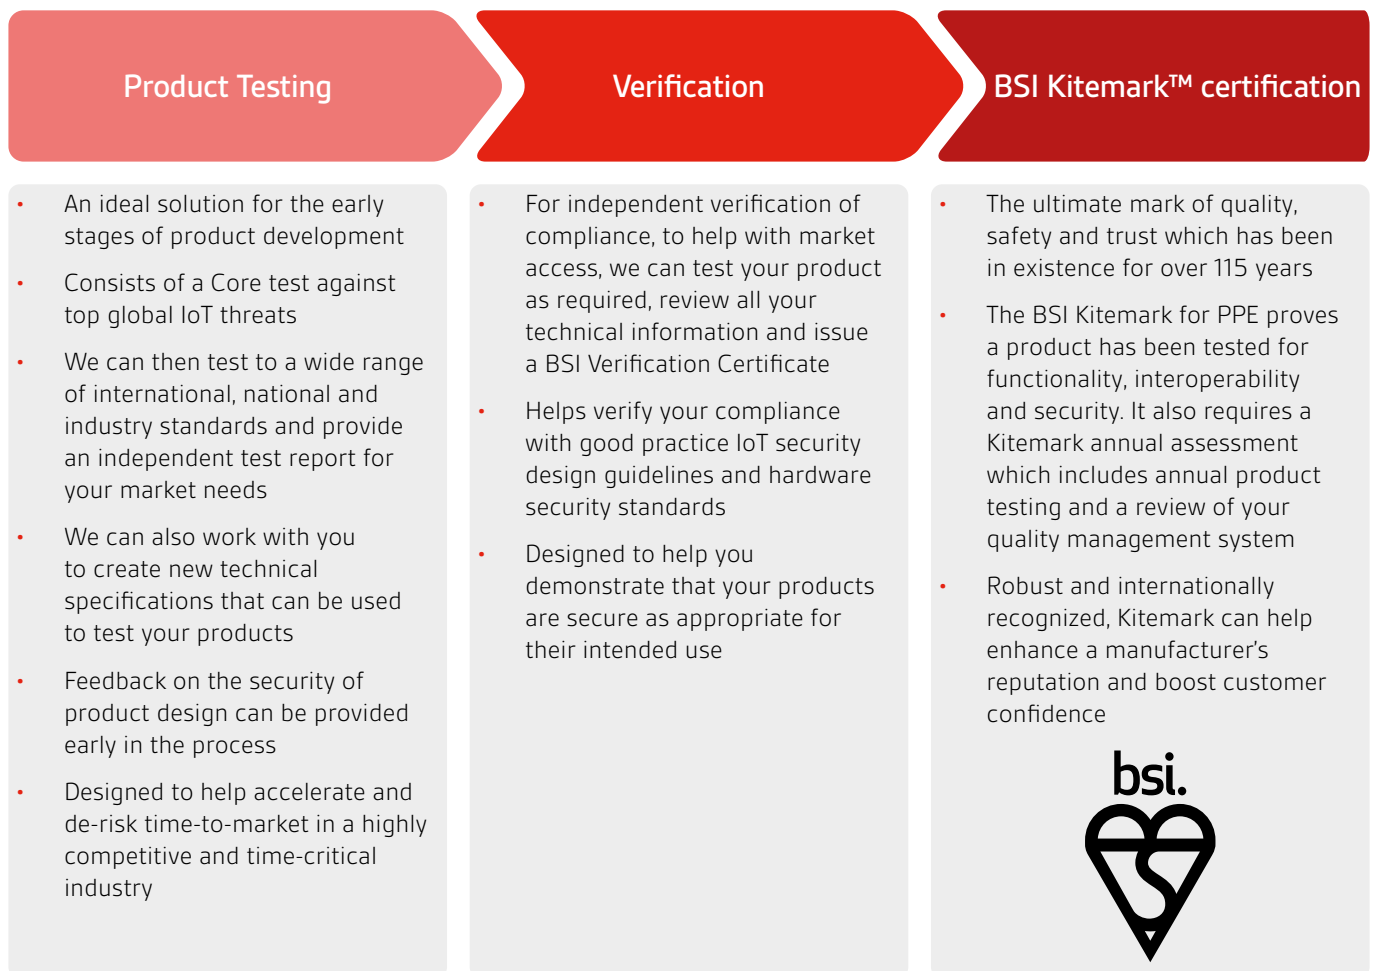 Product Testing
Verification
BSI Kitemark™ certification
• An ideal solution for the early
stages of product development
• Consists of a Core test against
top global IoT threats
• We can then test to a wide range
of international, national and
industry standards and provide
an independent test report for
your market needs
• We can also work with you
to create new technical
specifications that can be used
to test your products
• Feedback on the security of
product design can be provided
early in the process
• Designed to help accelerate and
de-risk time-to-market in a highly
competitive and time-critical
industry
• For independent verification of
compliance, to help with market
access, we can test your product
as required, review all your
technical information and issue
a BSI Verification Certificate
• Helps verify your compliance
with good practice IoT security
design guidelines and hardware
security standards
• Designed to help you
demonstrate that your products
are secure as appropriate for
their intended use
• The ultimate mark of quality,
safety and trust which has been
in existence for over 115 years
• The BSI Kitemark for PPE proves
a product has been tested for
functionality, interoperability
and security. It also requires a
Kitemark annual assessment
which includes annual product
testing and a review of your
quality management system
• Robust and internationally
recognized, Kitemark can help
enhance a manufacturer's
reputation and boost customer
confidence
bsi.